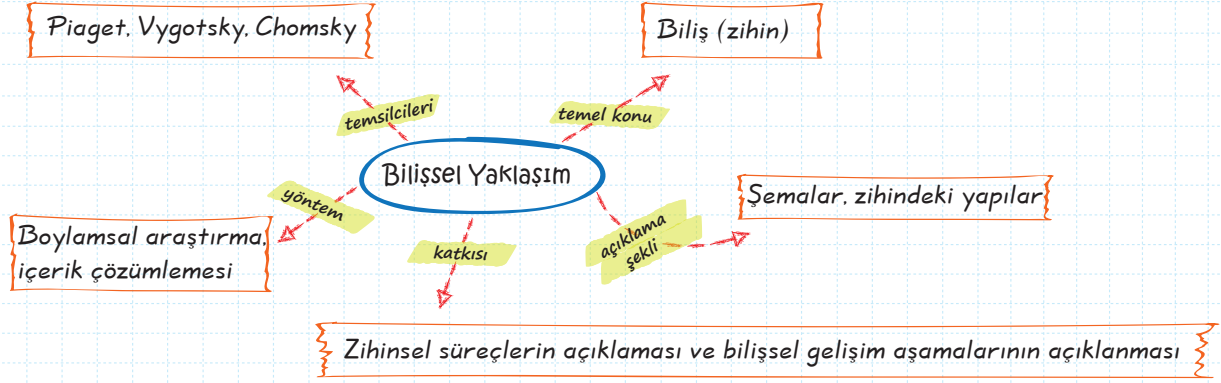 Piaget, Vygotsky, Chomsky
Biliş (zihin)
temsilcileri
temel konu
Bilişsel Yaklaşım
yöntem
Şemalar, zihindeki yapılar
Boylamsal araştırma,
içerik çözümlemesi
katkısı
açıklama
şekli
Zihinsel süreçlerin açıklaması ve bilişsel gelişim aşamalarının açıklanması